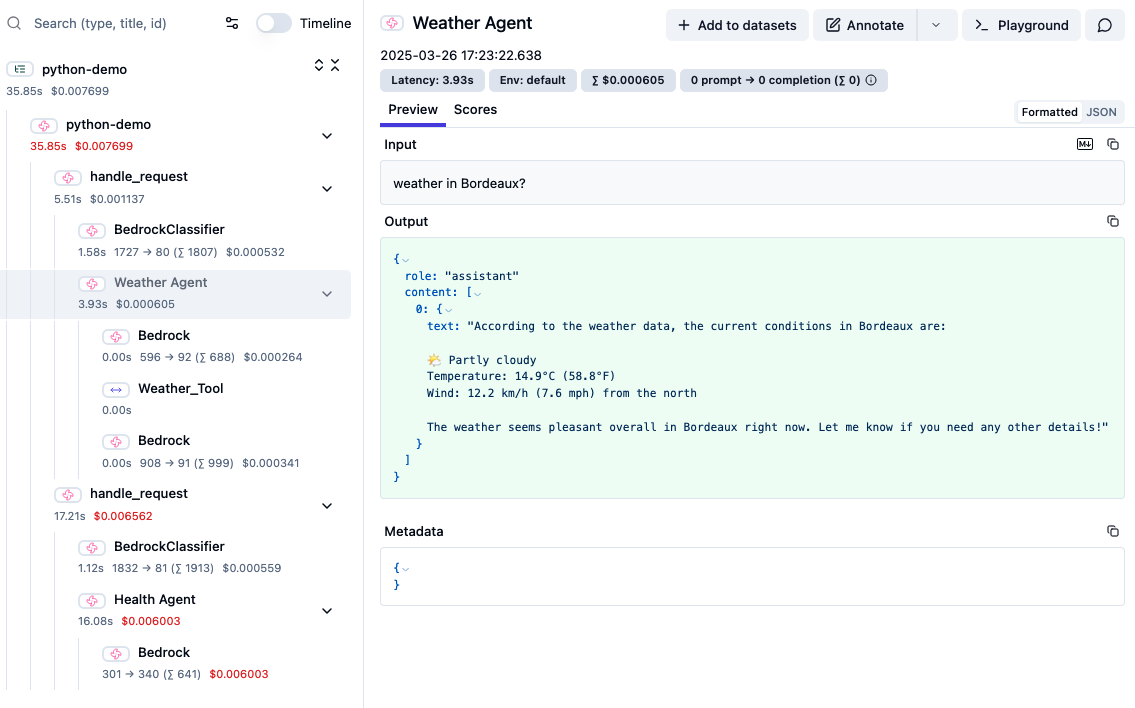 Search (type, title, id)
Timeline
python-demo
35.85s $0.007699
python-demo
35.85s $0.007699
handle_request
5.51s $0.001137
BedrockClassifier
1.58s 1727 → 80 (∑ 1807) $0.000532
Weather Agent
3.93s $0.000605
Bedrock
0.00s 596 → 92 (∑ 688) $0.000264
Weather_Tool
0.00s
Bedrock
0.00s 908 → 91 (∑ 999) $0.000341
handle_request
17.21s $0.006562
BedrockClassifier
1.12s 1832 → 81 (∑ 1913) $0.000559
Health Agent
16.08s $0.006003
Bedrock
301 → 340 (∑ 641) $0.006003
Weather Agent
Add to datasets
Annotate
Playground
2025-03-26 17:23:22.638
Latency: 3.93s
Env: default
∑ $0.000605
0 prompt → 0 completion (∑ 0)
Preview
Scores
Formatted
JSON
Input
M↓
weather in Bordeaux?
Output
{
role: "assistant"
content: [
0: {
text: "According to the weather data, the current conditions in Bordeaux are:
🌤️ Partly cloudy
Temperature: 14.9°C (58.8°F)
Wind: 12.2 km/h (7.6 mph) from the north
The weather seems pleasant overall in Bordeaux right now. Let me know if you need any other details!"
}
]
}
Metadata
{
}